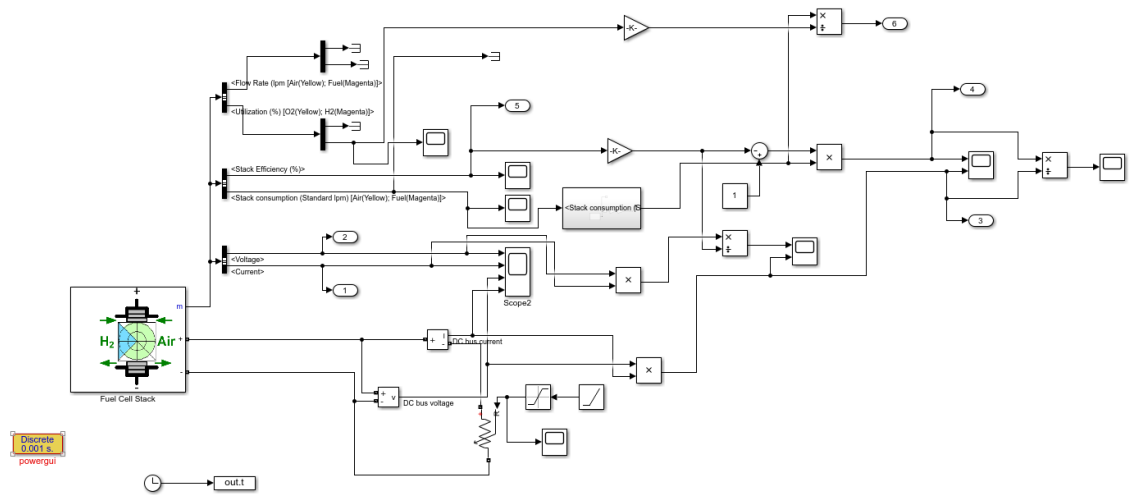 -K-
6
<Flow Rate (lpm [Air(Yellow); Fuel(Magenta)]>
<Utilization (%) [O2(Yellow); H2(Magenta)]>
5
4
-K-
<Stack Efficiency (%)>
<Stack consumption (Standard lpm) [Air(Yellow); Fuel(Magenta)]>
1
<Stack consumption (
3
2
<Voltage>
<Current>
1
Scope2
m
+
H2
Air
+
-
-
Fuel Cell Stack
+
i
-
DC bus current
+
-
v
DC bus voltage
R
Discrete
0.001 s.
powergui
out.t